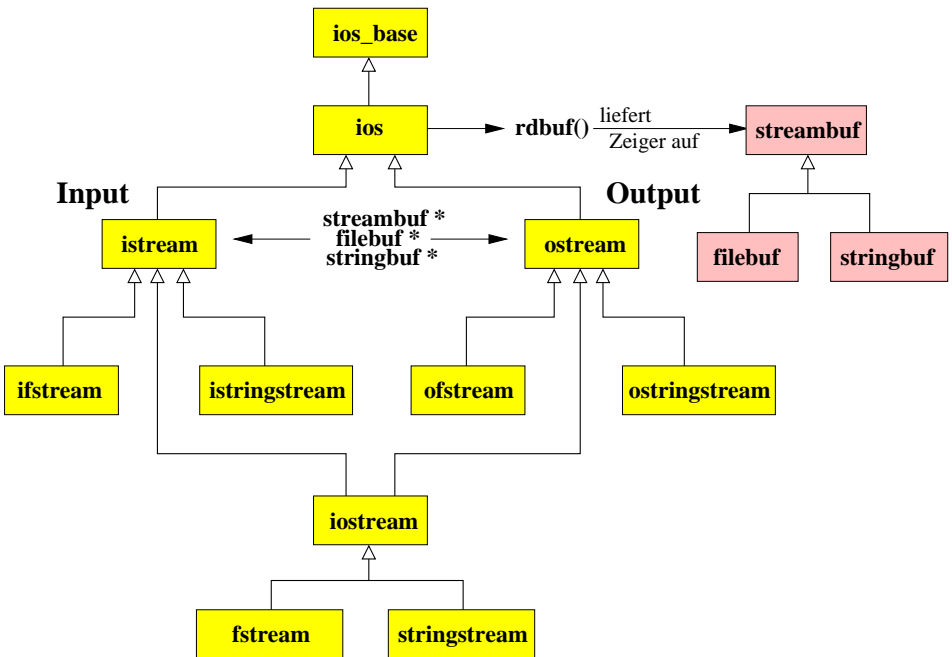 ios_base
ios
rdbuf()
liefert
Zeiger auf
streambuf
Input
Output
streambuf *
filebuf *
stringbuf *
istream
ostream
filebuf
stringbuf
ifstream
istringstream
ofstream
ostringstream
iostream
fstream
stringstream